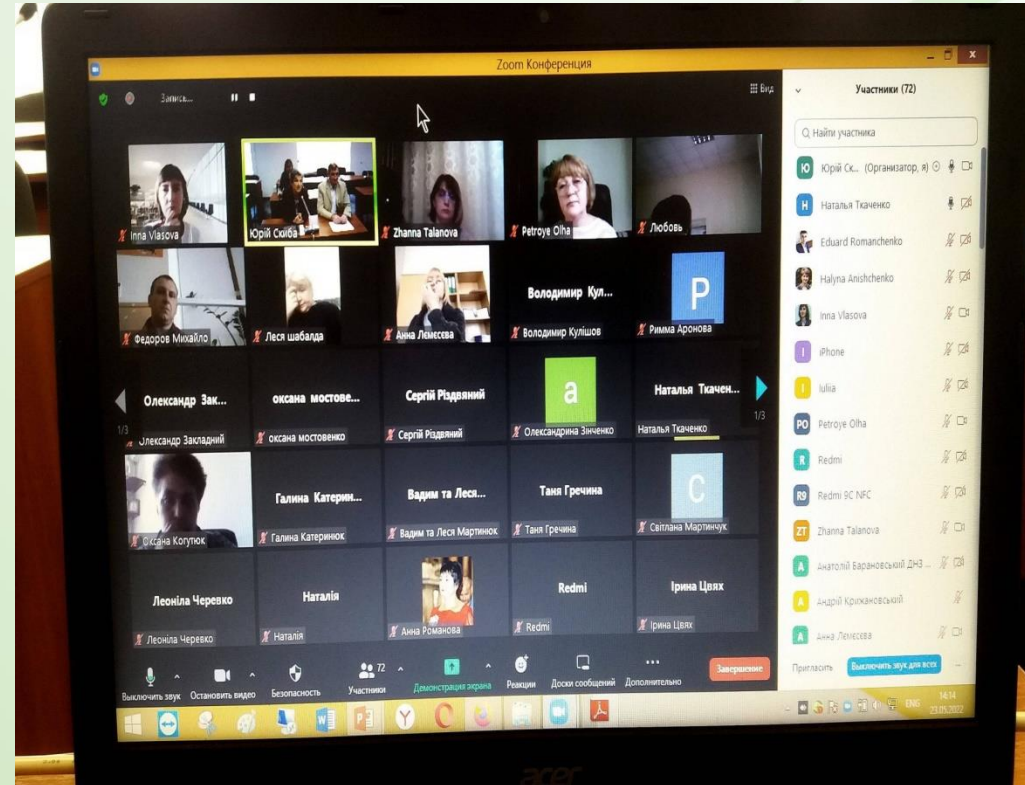 Zoom Конференция
Запись...
Вид
Inna Vlasova
Юрій Скиба
Zhanna Talanova
Petroye Olha
Любовь
Федоров Михайло
Леся шабалда
Анна Лємєсєва
Володимир Кул...
Володимир Кулішов
P
Римма Аронова
Олександр Зак...
Олександр Закладний
оксана мостове...
оксана мостовенко
Сергій Різдвяний
Сергій Різдвяний
a
Олександрина Зінченко
Наталья Ткачен...
Наталья Ткаченко
1/3
1/3
Оксана Когутюк
Галина Катерин...
Галина Катеринюк
Вадим та Леся...
Вадим та Леся Мартинюк
Таня Гречина
Таня Гречина
С
Світлана Мартинчук
Леоніла Черевко
Леоніла Черевко
Наталія
Наталія
Анна Романова
Redmi
Redmi
Ірина Цвях
Ірина Цвях
Выключить звук
Остановить видео
Безопасность
72
Участники
Демонстрация экрана
Реакции
Доски сообщений
Дополнительно
Завершение
Участники (72)
Найти участника
Ю Юрій Ск... (Организатор, я)
Н Наталья Ткаченко
Eduard Romanchenko
Halyna Anishchenko
Inna Vlasova
I iPhone
I Iuliia
PO Petroye Olha
R Redmi
R9 Redmi 9C NFC
ZT Zhanna Talanova
А Анатолій Барановський ДНЗ ...
А Андрій Крижановський
А Анна Лємєсєва
Пригласить
Выключить звук для всех
...
ENG
14:14
23.05.2022
acer